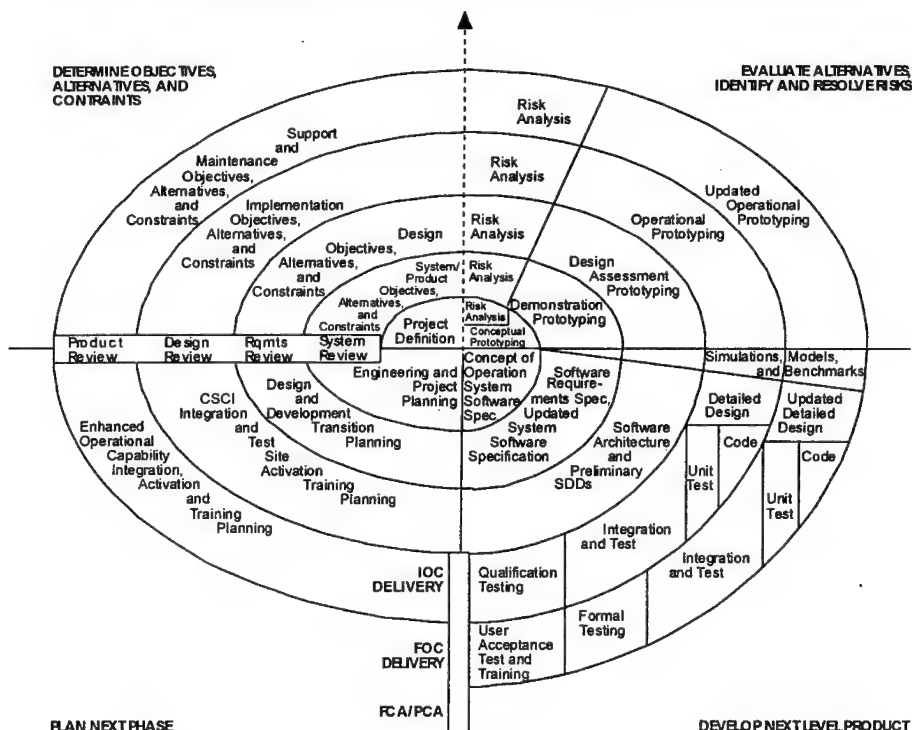 DETERMINE OBJECTIVES,
ALTERNATIVES, AND
CONTRAINTS
EVALUATE ALTERNATIVES,
IDENTIFY AND RESOLVE RISKS
Support
and
Maintenance
Objectives,
Alternatives,
and
Constraints
Implementation
Objectives,
Alternatives,
and
Constraints
Design
Objectives,
Alternatives,
and
Constraints
System/
Product
Objectives,
Alternatives,
and
Constraints
Project
Definition
Risk
Analysis
Risk
Analysis
Risk
Analysis
Risk
Analysis
Risk
Analysis
Conceptual
Prototyping
Demonstration
Prototyping
Design
Assessment
Prototyping
Operational
Prototyping
Updated
Operational
Prototyping
Product
Review
Design
Review
Rqmts
Review
System
Review
Simulations, Models,
and Benchmarks
Engineering and
Project
Planning
Design
and
Development
Transition
Planning
CSCI
Integration
and
Test
Site
Activation
Training
Planning
Enhanced
Operational
Capability
Integration,
Activation
and
Training
Planning
Concept of
Operation
System
Software
Spec
Software
Require-
ments Spec,
Updated
System
Software
Specification
Software
Architecture
and
Preliminary
SDDs
Detailed
Design
Code
Unit
Test
Updated
Detailed
Design
Code
Unit
Test
Integration
and Test
Integration
and Test
IOC
DELIVERY
Qualification
Testing
Formal
Testing
FOC
DELIVERY
User
Acceptance
Test and
Training
FCA/PCA
PLAN NEXT PHASE
DEVELOP NEXT LEVEL PRODUCT